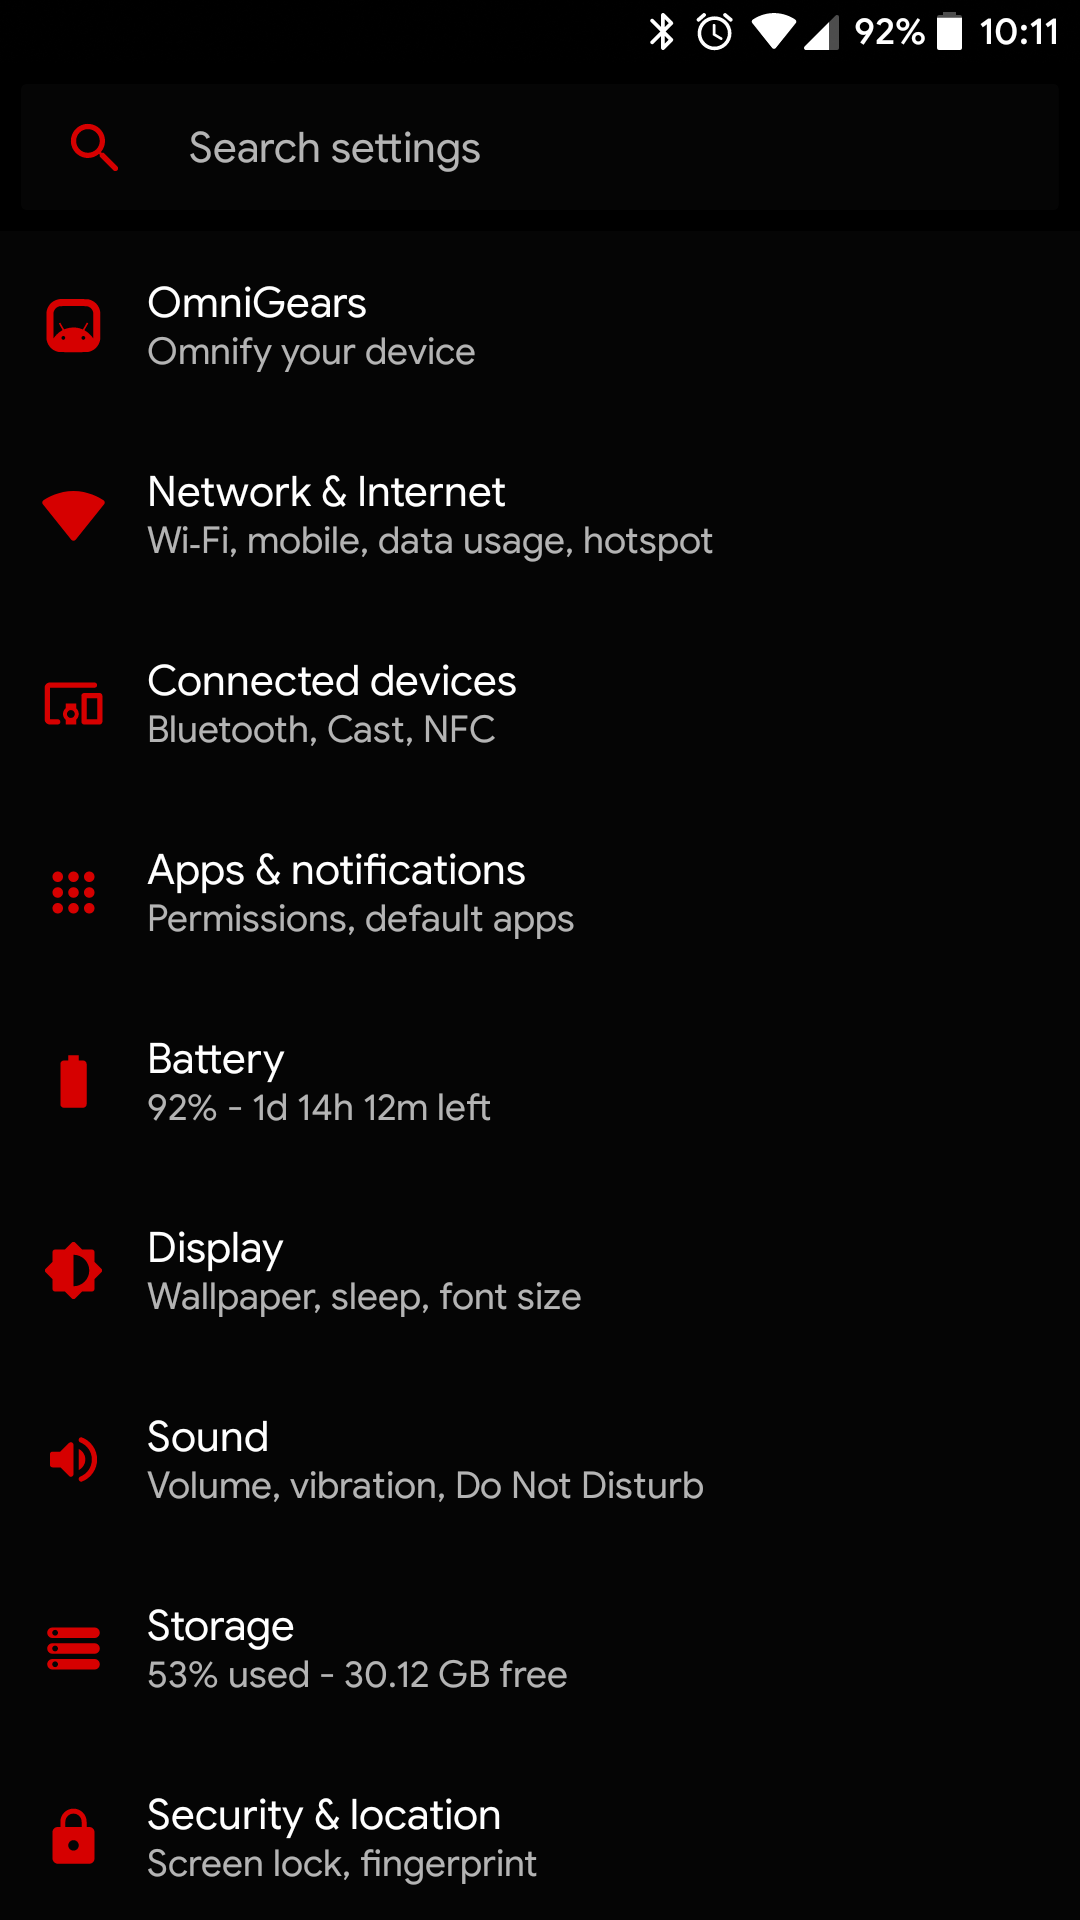 92% 10:11
Search settings
OmniGears
Omnify your device
Network & Internet
Wi-Fi, mobile, data usage, hotspot
Connected devices
Bluetooth, Cast, NFC
Apps & notifications
Permissions, default apps
Battery
92% - 1d 14h 12m left
Display
Wallpaper, sleep, font size
Sound
Volume, vibration, Do Not Disturb
Storage
53% used - 30.12 GB free
Security & location
Screen lock, fingerprint